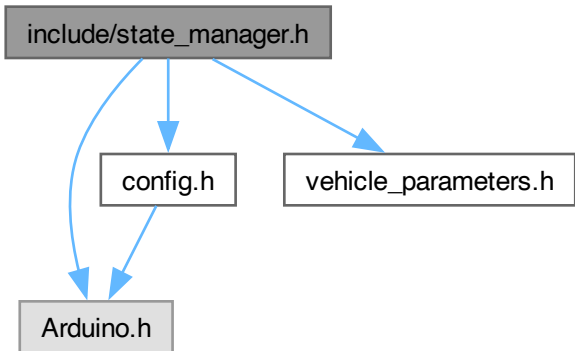 include/state_manager.h
config.h
vehicle_parameters.h
Arduino.h